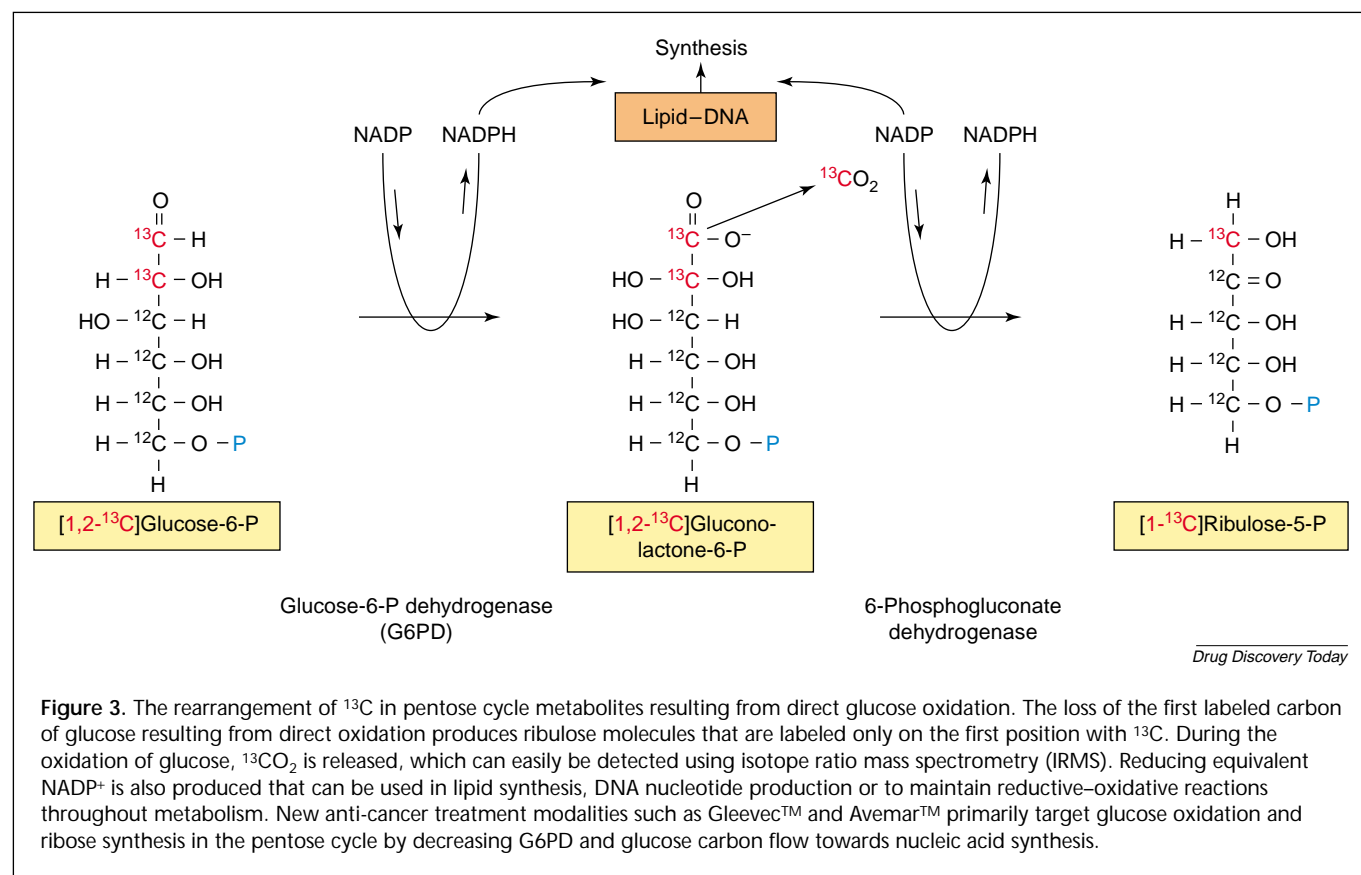 Synthesis
Lipid–DNA
NADP NADPH
NADP NADPH
¹³CO₂
O
||
¹³C – H
H – ¹³C – OH
HO – ¹²C – H
H – ¹²C – OH
H – ¹²C – OH
H – ¹²C – O – P
H
[1,2-¹³C]Glucose-6-P
O
||
¹³C – O⁻
HO – ¹³C – OH
HO – ¹²C – H
H – ¹²C – OH
H – ¹²C – OH
H – ¹²C – O – P
H
[1,2-¹³C]Glucono-
lactone-6-P
H
H – ¹³C – OH
¹²C = O
H – ¹²C – OH
H – ¹²C – OH
H – ¹²C – O – P
H
[1-¹³C]Ribulose-5-P
Glucose-6-P dehydrogenase
(G6PD)
6-Phosphogluconate
dehydrogenase
Drug Discovery Today
Figure 3. The rearrangement of ¹³C in pentose cycle metabolites resulting from direct glucose oxidation. The loss of the first labeled carbon
of glucose resulting from direct oxidation produces ribulose molecules that are labeled only on the first position with ¹³C. During the
oxidation of glucose, ¹³CO₂ is released, which can easily be detected using isotope ratio mass spectrometry (IRMS). Reducing equivalent
NADP⁺ is also produced that can be used in lipid synthesis, DNA nucleotide production or to maintain reductive–oxidative reactions
throughout metabolism. New anti-cancer treatment modalities such as Gleevec™ and Avemar™ primarily target glucose oxidation and
ribose synthesis in the pentose cycle by decreasing G6PD and glucose carbon flow towards nucleic acid synthesis.